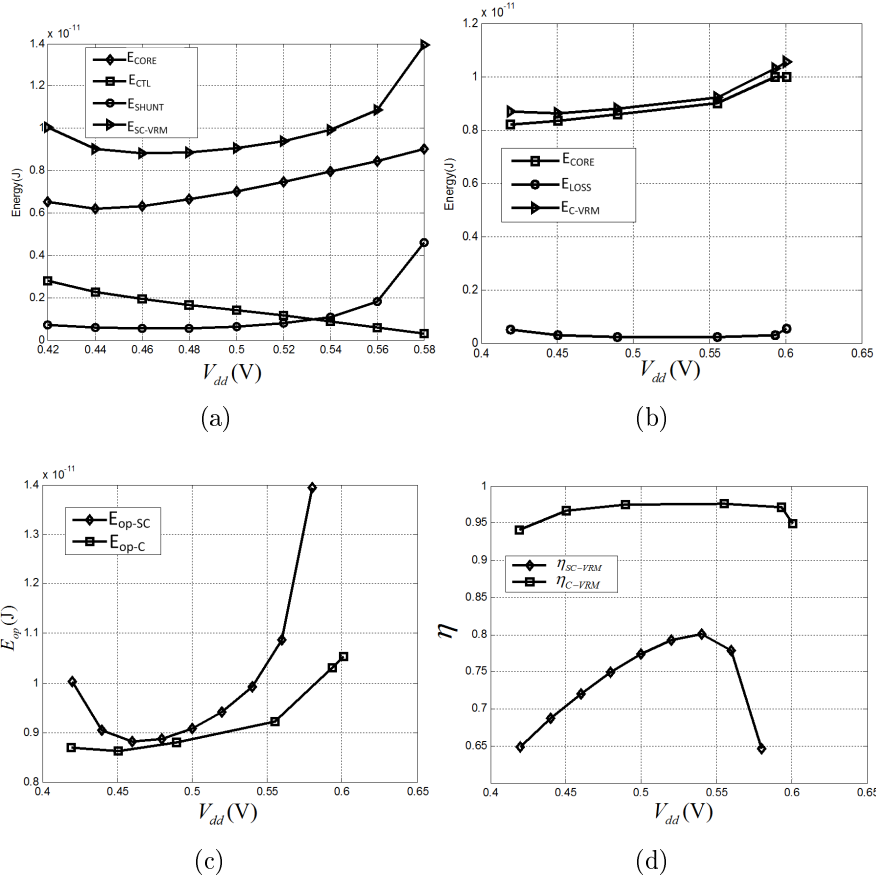 x 10⁻¹¹
1.4
1.2
1
0.8
0.6
0.4
0.2
0
Energy(J)
E_CORE
E_CTL
E_SHUNT
E_SC-VRM
0.42 0.44 0.46 0.48 0.5 0.52 0.54 0.56 0.58
V_dd (V)
(a)
x 10⁻¹¹
1.2
1
0.8
0.6
0.4
0.2
0
Energy(J)
E_CORE
E_LOSS
E_C-VRM
0.4 0.45 0.5 0.55 0.6 0.65
V_dd (V)
(b)
x 10⁻¹¹
1.4
1.3
1.2
1.1
1
0.9
0.8
E_op (J)
E_op-SC
E_op-C
0.4 0.45 0.5 0.55 0.6 0.65
V_dd (V)
(c)
1
0.95
0.9
0.85
0.8
0.75
0.7
0.65
η
η_SC-VRM
η_C-VRM
0.4 0.45 0.5 0.55 0.6 0.65
V_dd (V)
(d)